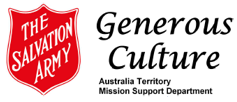 THE
SALVATION
ARMY
Generous
Culture
Australia Territory
Mission Support Department